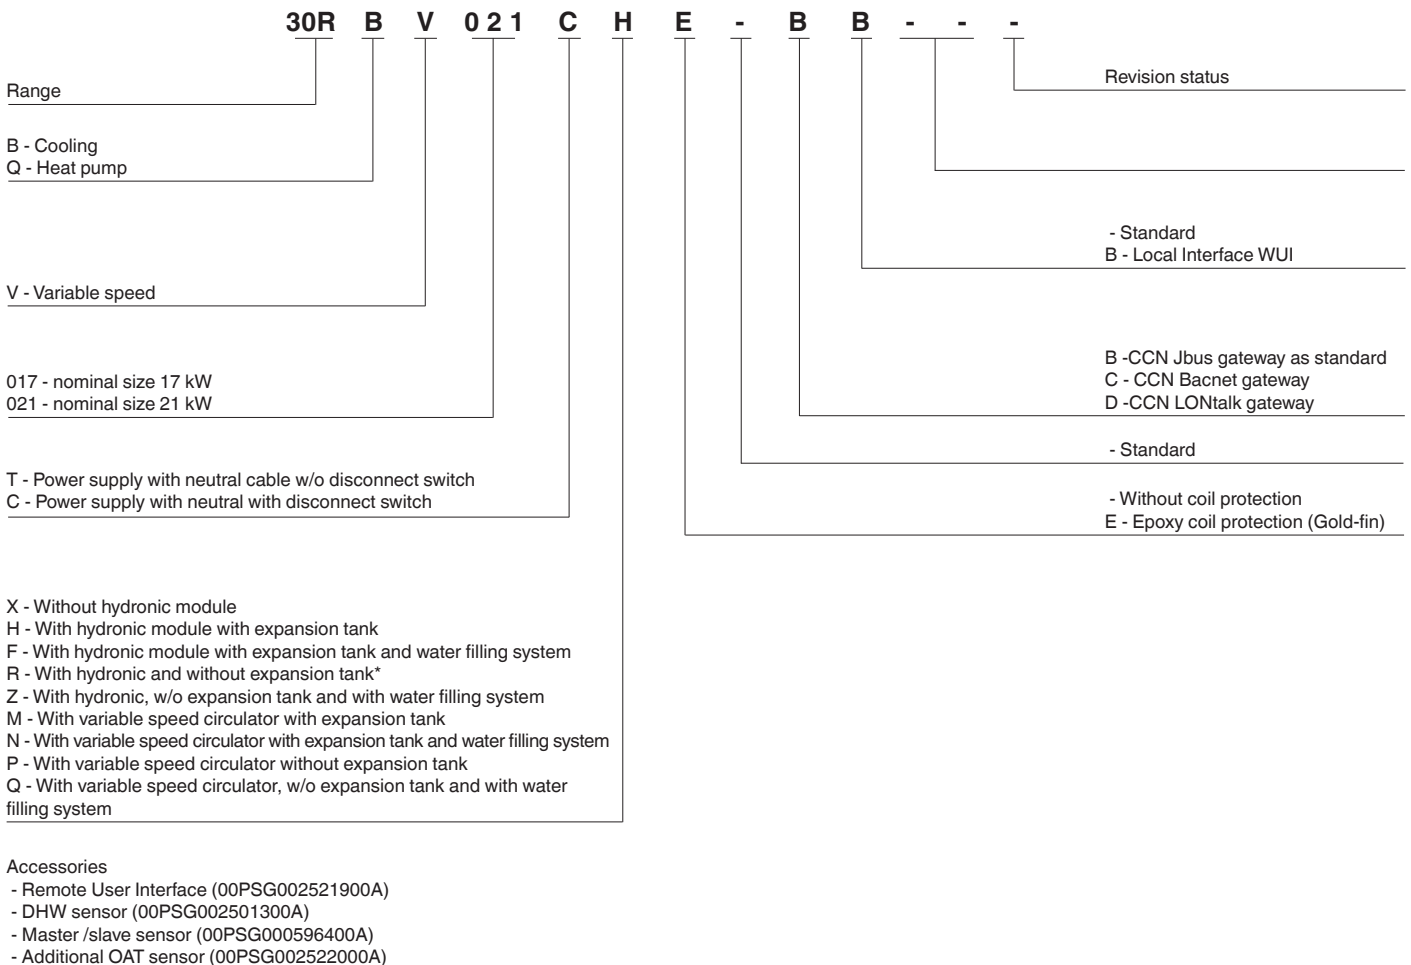 30R B V 0 2 1 C H E - B B - - -
Range
Revision status
B - Cooling
Q - Heat pump
- Standard
B - Local Interface WUI
V - Variable speed
B -CCN Jbus gateway as standard
C - CCN Bacnet gateway
D -CCN LONtalk gateway
017 - nominal size 17 kW
021 - nominal size 21 kW
- Standard
T - Power supply with neutral cable w/o disconnect switch
C - Power supply with neutral with disconnect switch
- Without coil protection
E - Epoxy coil protection (Gold-fin)
X - Without hydronic module
H - With hydronic module with expansion tank
F - With hydronic module with expansion tank and water filling system
R - With hydronic and without expansion tank*
Z - With hydronic, w/o expansion tank and with water filling system
M - With variable speed circulator with expansion tank
N - With variable speed circulator with expansion tank and water filling system
P - With variable speed circulator without expansion tank
Q - With variable speed circulator, w/o expansion tank and with water
filling system
Accessories
- Remote User Interface (00PSG002521900A)
- DHW sensor (00PSG002501300A)
- Master /slave sensor (00PSG000596400A)
- Additional OAT sensor (00PSG002522000A)